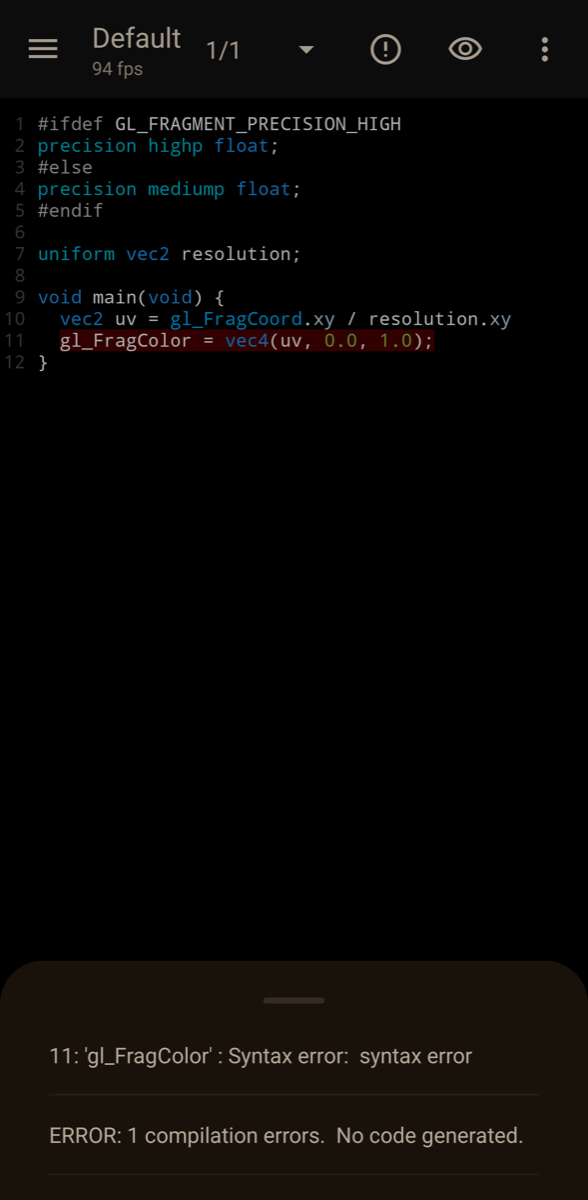 Default
94 fps
1/1
1 #ifdef GL_FRAGMENT_PRECISION_HIGH
2 precision highp float;
3 #else
4 precision mediump float;
5 #endif
6
7 uniform vec2 resolution;
8
9 void main(void) {
10 vec2 uv = gl_FragCoord.xy / resolution.xy
11 gl_FragColor = vec4(uv, 0.0, 1.0);
12 }
11: 'gl_FragColor' : Syntax error:  syntax error
ERROR: 1 compilation errors.  No code generated.